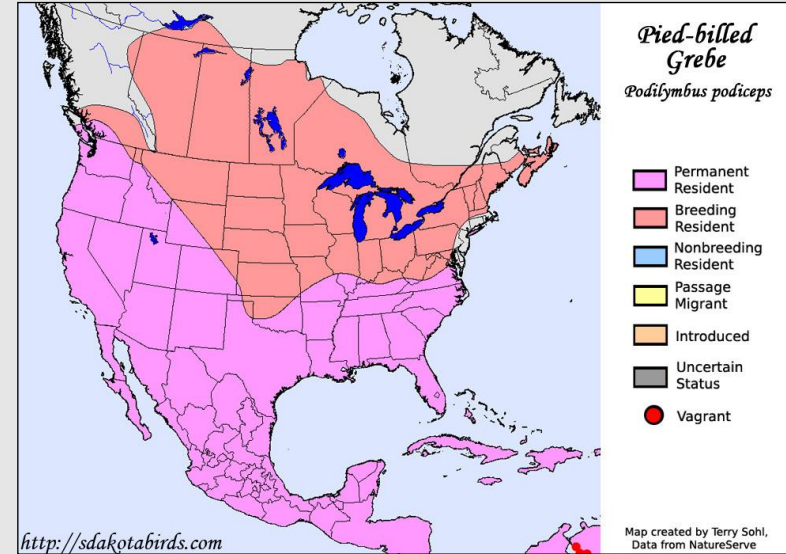 Pied-billed
Grebe
Podilymbus podiceps
Permanent
Resident
Breeding
Resident
Nonbreeding
Resident
Passage
Migrant
Introduced
Uncertain
Status
Vagrant
http://sdakotabirds.com
Map created by Terry Sohl,
Data from NatureServe